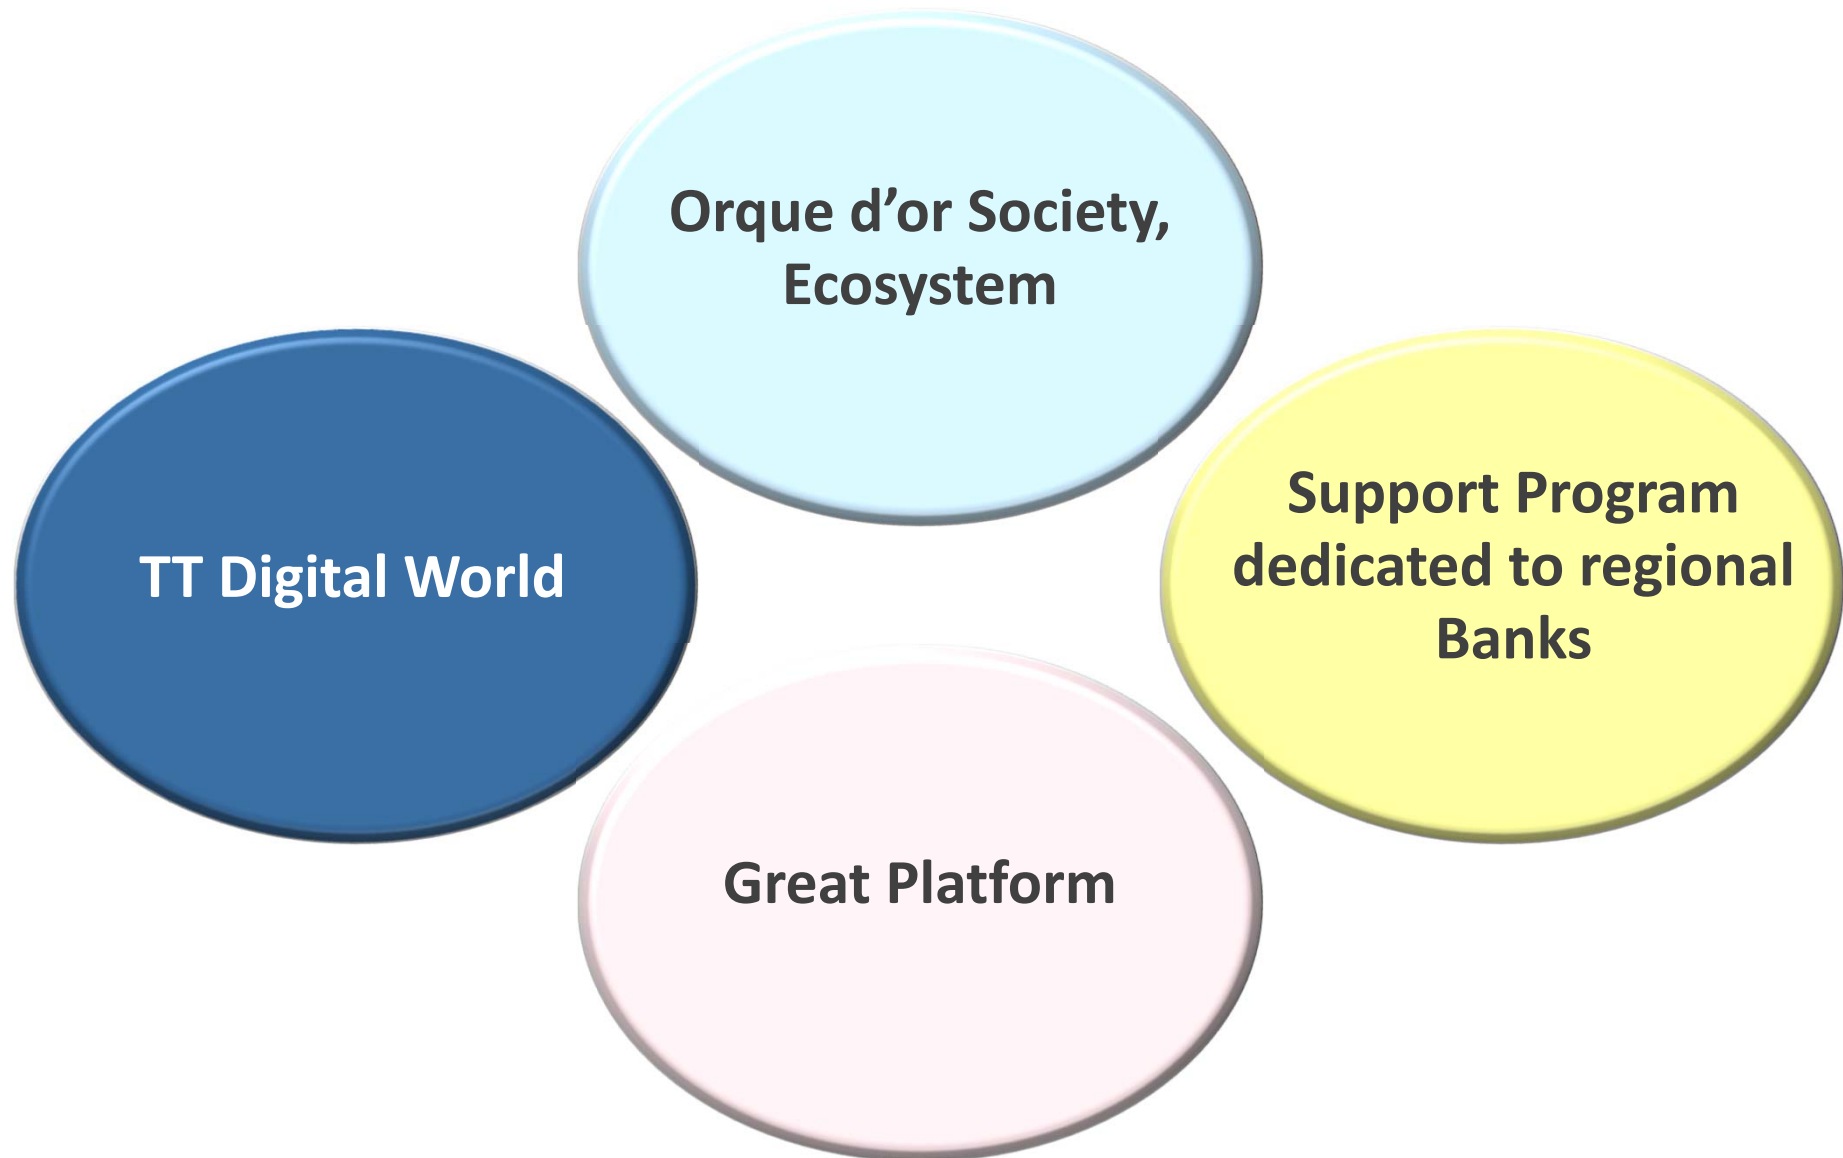 Orque d’or Society,
Ecosystem
TT Digital World
Support Program
dedicated to regional
Banks
Great Platform